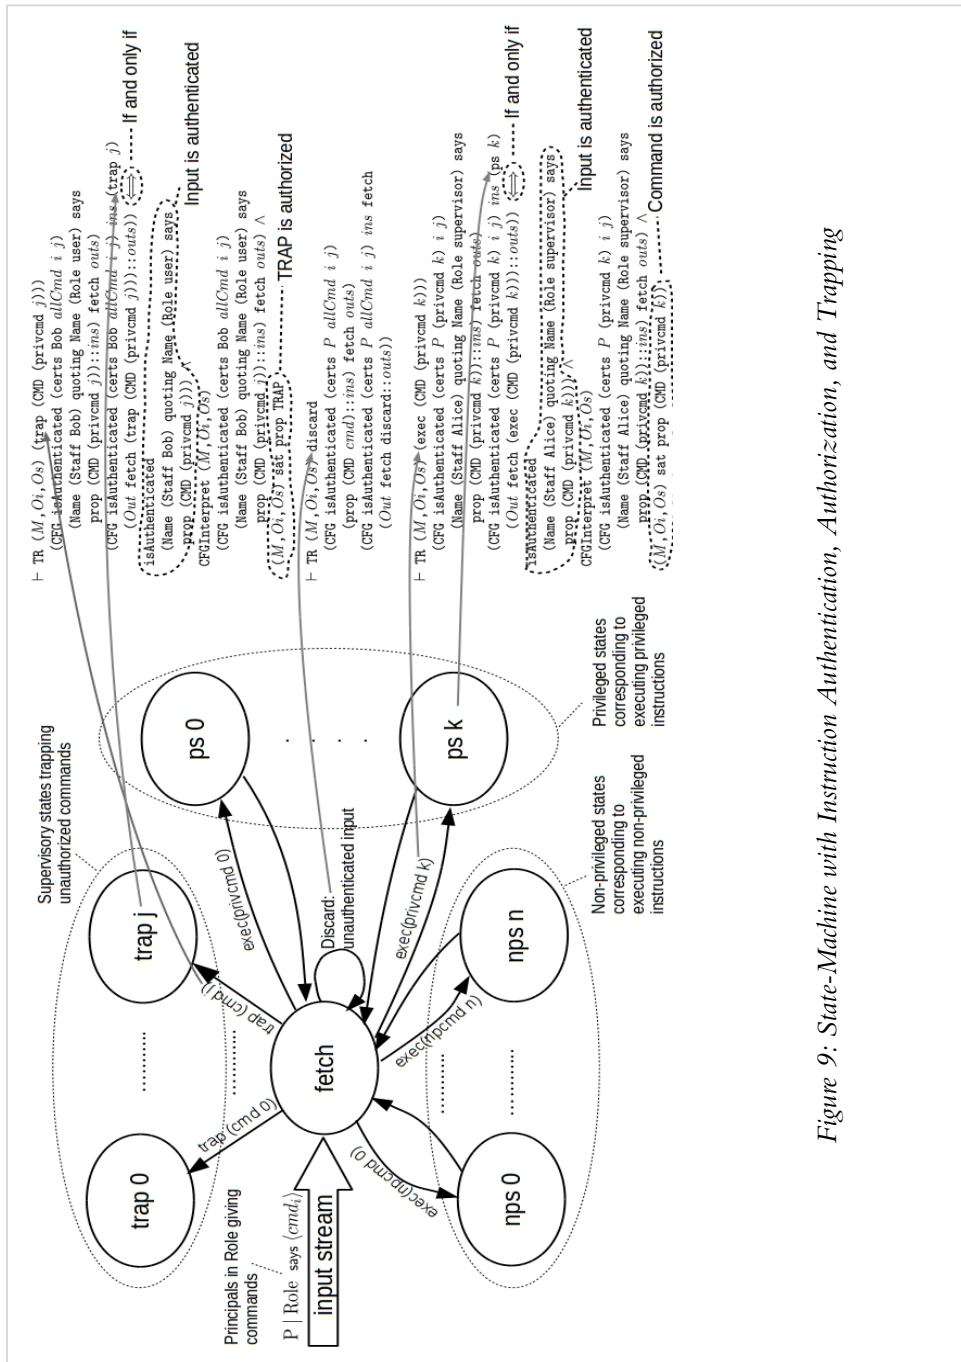 Supervisory states trapping
unauthorized commands
trap 0
trap j
trap (cmd 0)
trap (cmd j)
Principals in Role giving
commands
P | Role says ⟨cmdᵢ⟩
input stream
fetch
Discard:
unauthenticated input
exec(privcmd 0)
exec(privcmd k)
exec(npcmd 0)
exec(npcmd n)
ps 0
ps k
nps 0
nps n
Privileged states
corresponding to
executing privileged
instructions
Non-privileged states
corresponding to
executing non-privileged
instructions
⊢ TR (M,Oi,Os) (trap (CMD (privcmd j)))
(CFG isAuthenticated (certs Bob allCmd i j)
(Name (Staff Bob) quoting Name (Role user) says
prop (CMD (privcmd j))::ins) fetch outs)
(CFG isAuthenticated (certs Bob allCmd i j) ins (trap j)
(Out fetch (trap (CMD (privcmd j)))::outs)) ⟺
If and only if
isAuthenticated
(Name (Staff Bob) quoting Name (Role user) says
prop (CMD (privcmd j))) ∧
Input is authenticated
CFGInterpret (M,Oi,Os)
(CFG isAuthenticated (certs Bob allCmd i j)
(Name (Staff Bob) quoting Name (Role user) says
prop (CMD (privcmd j))::ins) fetch outs) ∧
(M,Oi,Os) sat prop TRAP
TRAP is authorized
⊢ TR (M,Oi,Os) discard
(CFG isAuthenticated (certs P allCmd i j)
(prop (CMD cmd)::ins) fetch outs)
(CFG isAuthenticated (certs P allCmd i j) ins fetch
(Out fetch discard::outs))
⊢ TR (M,Oi,Os) (exec (CMD (privcmd k)))
(CFG isAuthenticated (certs P (privcmd k) i j)
(Name (Staff Alice) quoting Name (Role supervisor) says
prop (CMD (privcmd k))::ins) fetch outs)
(CFG isAuthenticated (certs P (privcmd k) i j) ins (ps k)
(Out fetch (exec (CMD (privcmd k)))::outs)) ⟺
If and only if
isAuthenticated
(Name (Staff Alice) quoting Name (Role supervisor) says
prop (CMD (privcmd k))) ∧
Input is authenticated
CFGInterpret (M,Oi,Os)
(CFG isAuthenticated (certs P (privcmd k) i j)
(Name (Staff Alice) quoting Name (Role supervisor) says
prop (CMD (privcmd k))::ins) fetch outs) ∧
(M,Oi,Os) sat prop (CMD (privcmd k))
Command is authorized
Figure 9: State-Machine with Instruction Authentication, Authorization, and Trapping